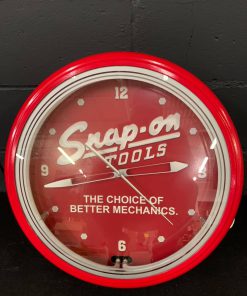 12
Snap-on
TOOLS
9
3
THE CHOICE OF
BETTER MECHANICS.
6